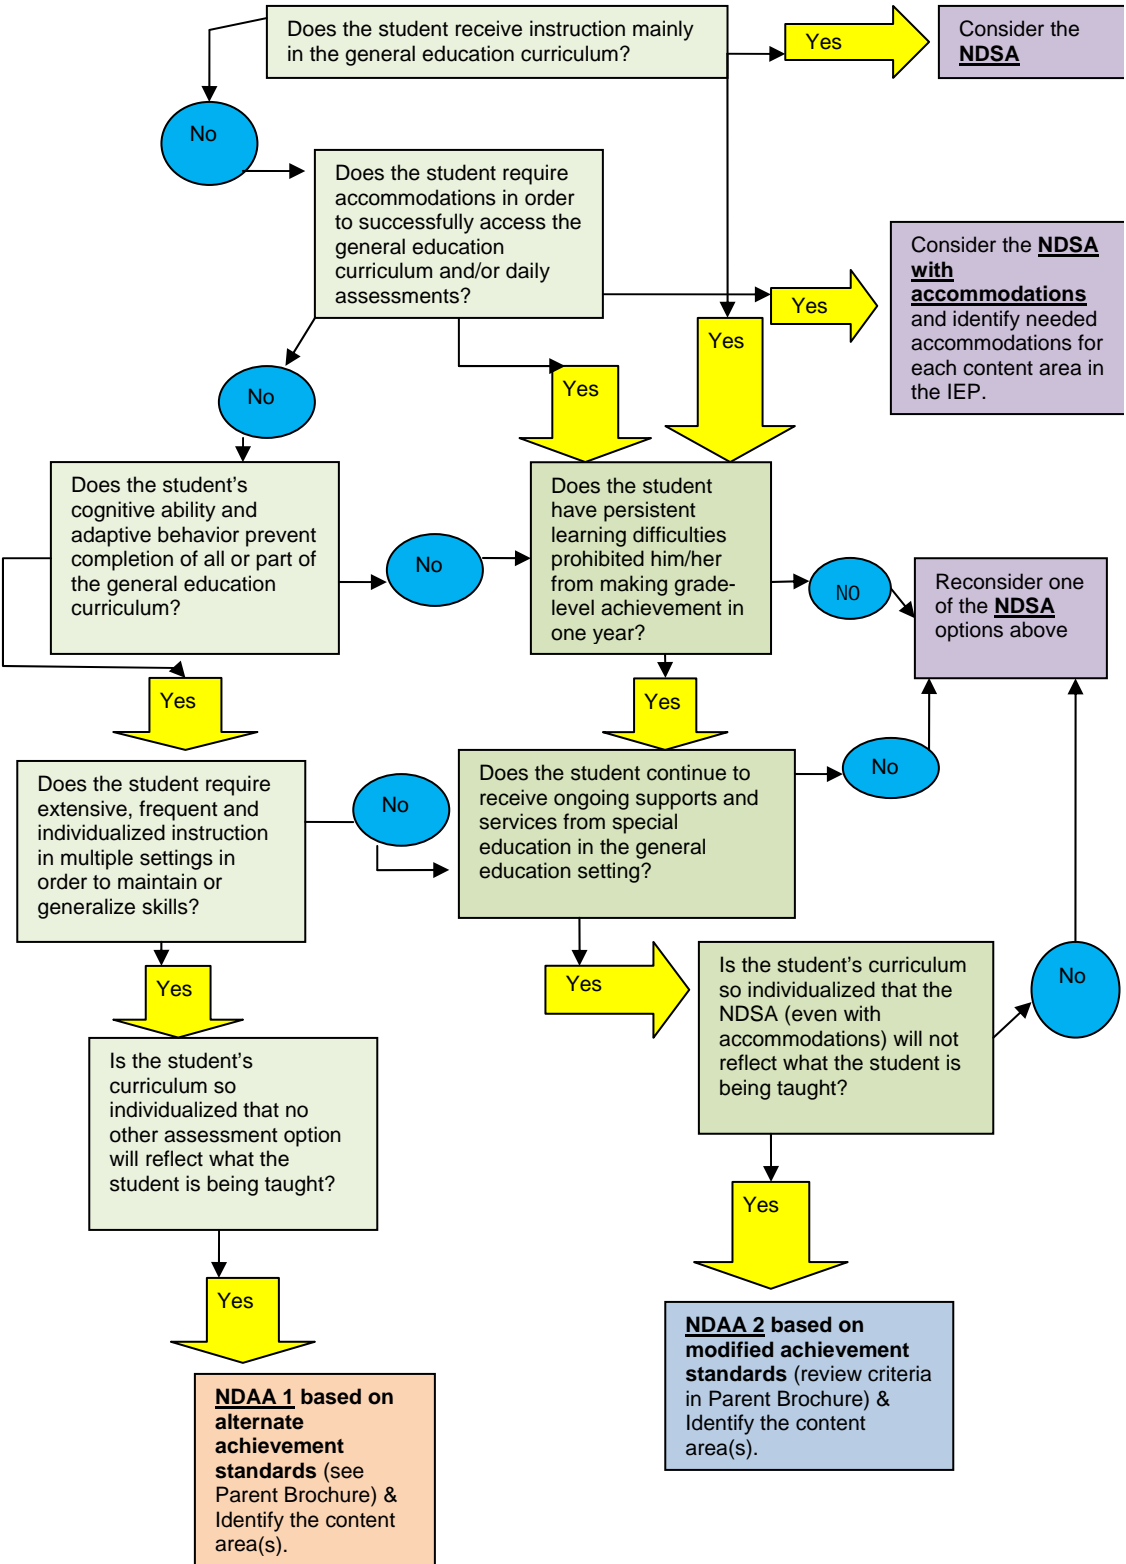 Does the student receive instruction mainly
in the general education curriculum?
Yes
Consider the
NDSA
No
Does the student require
accommodations in order
to successfully access the
general education
curriculum and/or daily
assessments?
Consider the NDSA
with
accommodations
and identify needed
accommodations for
each content area in
the IEP.
Yes
Yes
Yes
No
Does the student's
cognitive ability and
adaptive behavior prevent
completion of all or part of
the general education
curriculum?
No
Does the student
have persistent
learning difficulties
prohibited him/her
from making grade-
level achievement in
one year?
NO
Reconsider one
of the NDSA
options above
Yes
Yes
Does the student require
extensive, frequent and
individualized instruction
in multiple settings in
order to maintain or
generalize skills?
No
Does the student continue to
receive ongoing supports and
services from special
education in the general
education setting?
No
Yes
Yes
Is the student's curriculum
so individualized that the
NDSA (even with
accommodations) will not
reflect what the student is
being taught?
No
Is the student's
curriculum so
individualized that no
other assessment option
will reflect what the
student is being taught?
Yes
Yes
NDAA 1 based on
alternate
achievement
standards (see
Parent Brochure) &
Identify the content
area(s).
NDAA 2 based on
modified achievement
standards (review criteria
in Parent Brochure) &
Identify the content
area(s).